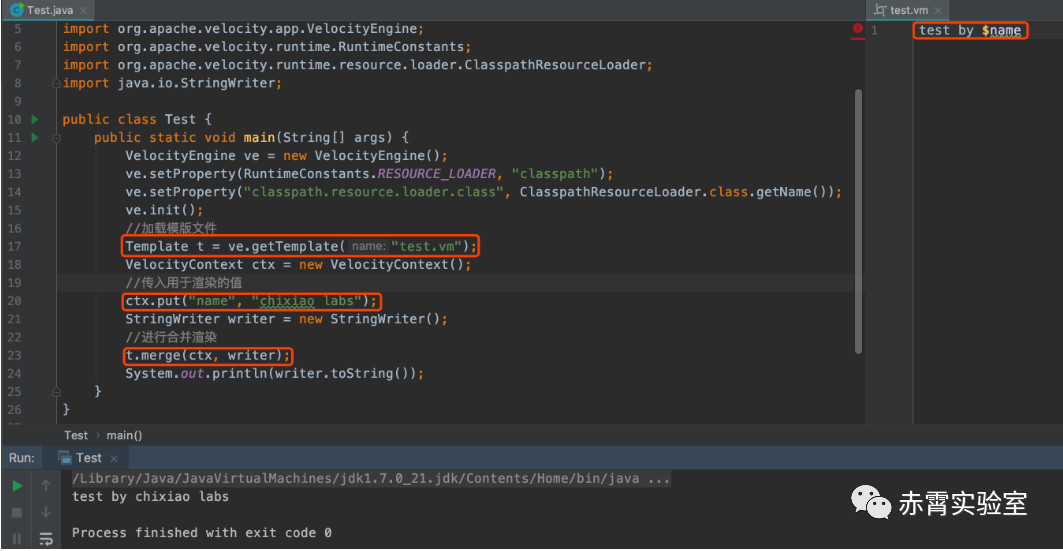 Test.java
test.vm
5 import org.apache.velocity.app.VelocityEngine;
6 import org.apache.velocity.runtime.RuntimeConstants;
7 import org.apache.velocity.runtime.resource.loader.ClasspathResourceLoader;
8 import java.io.StringWriter;
9
10 public class Test {
11 public static void main(String[] args) {
12 VelocityEngine ve = new VelocityEngine();
13 ve.setProperty(RuntimeConstants.RESOURCE_LOADER, "classpath");
14 ve.setProperty("classpath.resource.loader.class", ClasspathResourceLoader.class.getName());
15 ve.init();
16 //加载模版文件
17 Template t = ve.getTemplate( name: "test.vm");
18 VelocityContext ctx = new VelocityContext();
19 //传入用于渲染的值
20 ctx.put("name", "chixiao labs");
21 StringWriter writer = new StringWriter();
22 //进行合并渲染
23 t.merge(ctx, writer);
24 System.out.println(writer.toString());
25 }
26 }
1 test by $name
Test › main()
Run: Test
/Library/Java/JavaVirtualMachines/jdk1.7.0_21.jdk/Contents/Home/bin/java ...
test by chixiao labs
Process finished with exit code 0
赤霄实验室